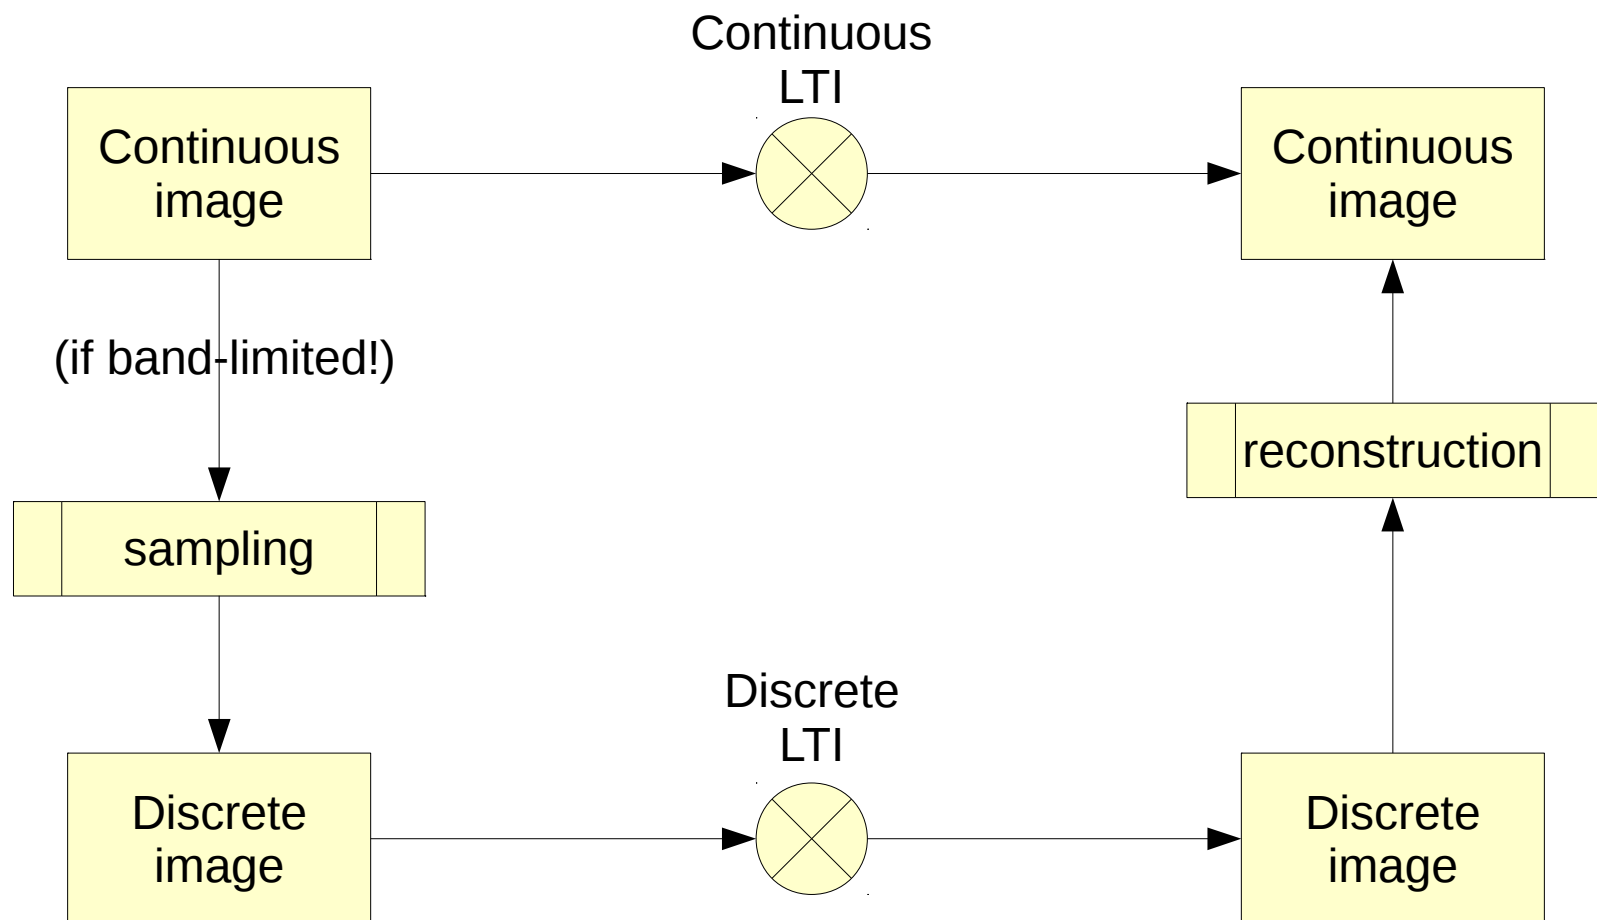 Continuous
LTI
Continuous
image
Continuous
image
(if band-limited!)
reconstruction
sampling
Discrete
LTI
Discrete
image
Discrete
image